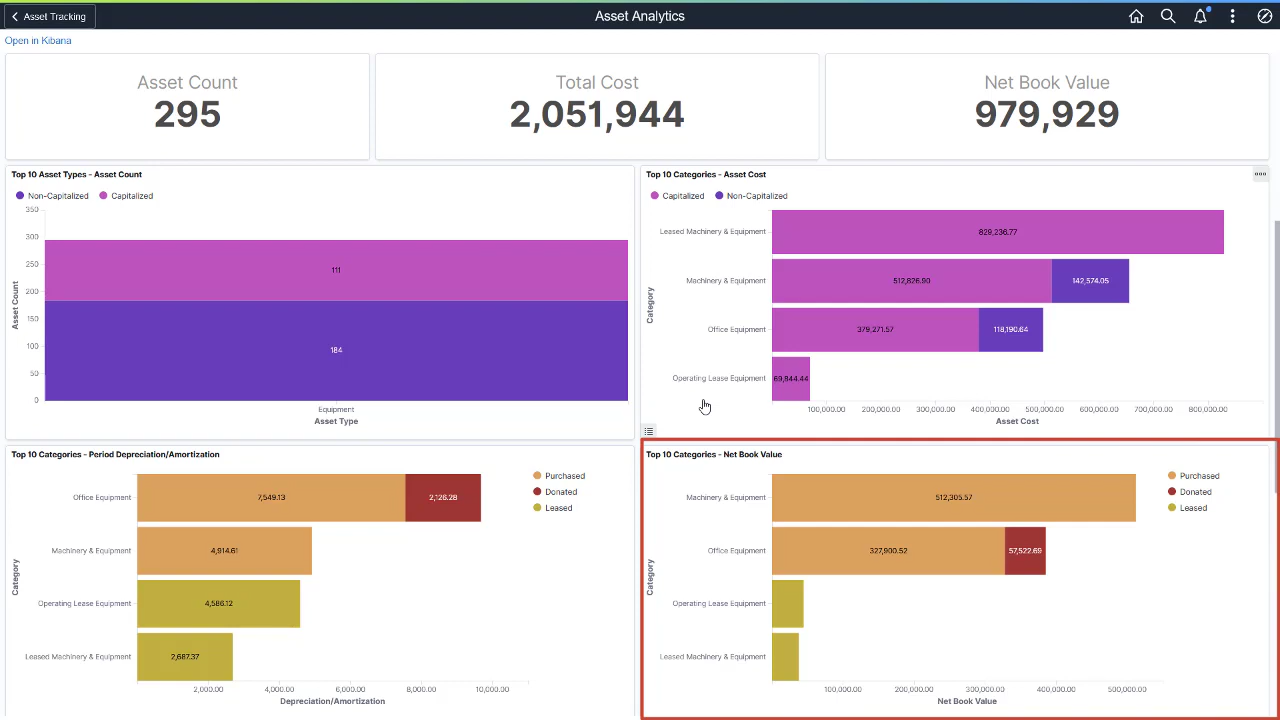 Asset Tracking
Asset Analytics
Open in Kibana
Asset Count
295
Total Cost
2,051,944
Net Book Value
979,929
Top 10 Asset Types - Asset Count
Non-Capitalized Capitalized
350
300
250
200
150
100
50
0
Asset Count
111
184
Equipment
Asset Type
Top 10 Categories - Asset Cost
Capitalized Non-Capitalized
Category
Leased Machinery & Equipment 829,236.77
Machinery & Equipment 512,826.90 142,574.05
Office Equipment 379,271.57 118,190.64
Operating Lease Equipment 69,844.44
100,000.00 200,000.00 300,000.00 400,000.00 500,000.00 600,000.00 700,000.00 800,000.00
Asset Cost
Top 10 Categories - Period Depreciation/Amortization
Purchased
Donated
Leased
Category
Office Equipment 7,549.13 2,126.28
Machinery & Equipment 4,914.61
Operating Lease Equipment 4,586.12
Leased Machinery & Equipment 2,687.37
2,000.00 4,000.00 6,000.00 8,000.00 10,000.00
Depreciation/Amortization
Top 10 Categories - Net Book Value
Purchased
Donated
Leased
Category
Machinery & Equipment 512,305.57
Office Equipment 327,900.52 57,522.69
Operating Lease Equipment
Leased Machinery & Equipment
100,000.00 200,000.00 300,000.00 400,000.00 500,000.00
Net Book Value